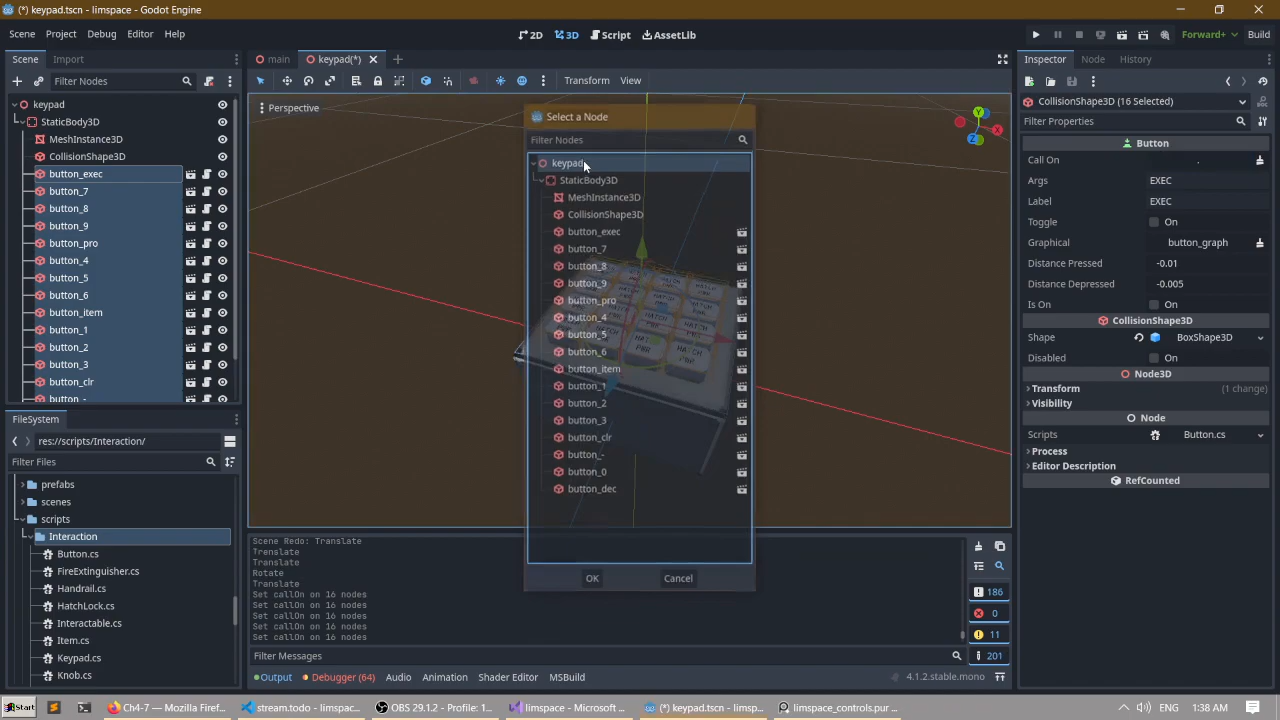 (*) keypad.tscn - limspace - Godot Engine
Scene Project Debug Editor Help
2D 3D Script AssetLib
Forward+ Build
Scene Import
main keypad(*)
Inspector Node History
Filter Nodes
Transform View
keypad
StaticBody3D
MeshInstance3D
CollisionShape3D
button_exec
button_7
button_8
button_9
button_pro
button_4
button_5
button_6
button_item
button_1
button_2
button_3
button_clr
button_-
Perspective
Select a Node
Filter Nodes
keypad
StaticBody3D
MeshInstance3D
CollisionShape3D
button_exec
button_7
button_8
button_9
button_pro
button_4
button_5
button_6
button_item
button_1
button_2
button_3
button_clr
button_-
button_0
button_dec
OK Cancel
HATCH
PWR
HATCH
PWR
HATCH
PWR
HATCH
PWR
Y
X
Z
CollisionShape3D (16 Selected)
Filter Properties
Button
Call On .
Args EXEC
Label EXEC
Toggle On
Graphical button_graph
Distance Pressed -0.01
Distance Depressed -0.005
Is On On
CollisionShape3D
Shape BoxShape3D
Disabled On
Node3D
Transform (1 change)
Visibility
Node
Scripts Button.cs
Process
Editor Description
RefCounted
FileSystem
res://scripts/Interaction/
Filter Files
prefabs
scenes
scripts
Interaction
Button.cs
FireExtinguisher.cs
Handrail.cs
HatchLock.cs
Interactable.cs
Item.cs
Keypad.cs
Knob.cs
Scene Redo: Translate
Translate
Translate
Rotate
Translate
Set callOn on 16 nodes
Set callOn on 16 nodes
Set callOn on 16 nodes
Set callOn on 16 nodes
Filter Messages
186
0
11
201
Output Debugger (64) Audio Animation Shader Editor MSBuild
4.1.2.stable.mono
Start Ch4-7 — Mozilla Firef... stream.todo - limspac... OBS 29.1.2 - Profile: 1... limspace - Microsoft ... (*) keypad.tscn - limsp... limspace_controls.pur ... 1:38 AM